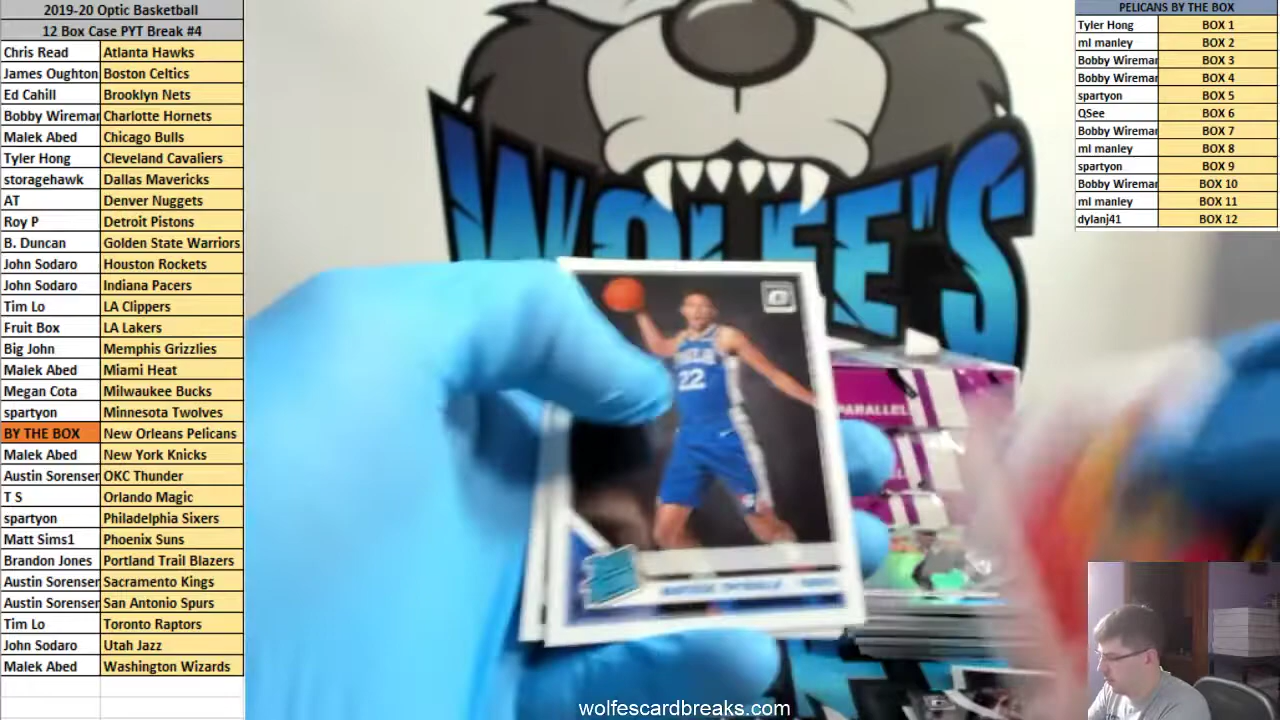 2019-20 Optic Basketball
12 Box Case PYT Break #4
Chris Read Atlanta Hawks
James Oughton Boston Celtics
Ed Cahill Brooklyn Nets
Bobby Wireman Charlotte Hornets
Malek Abed Chicago Bulls
Tyler Hong Cleveland Cavaliers
storagehawk Dallas Mavericks
AT Denver Nuggets
Roy P Detroit Pistons
B. Duncan Golden State Warriors
John Sodaro Houston Rockets
John Sodaro Indiana Pacers
Tim Lo LA Clippers
Fruit Box LA Lakers
Big John Memphis Grizzlies
Malek Abed Miami Heat
Megan Cota Milwaukee Bucks
spartyon Minnesota Twolves
BY THE BOX New Orleans Pelicans
Malek Abed New York Knicks
Austin Sorensen OKC Thunder
T S Orlando Magic
spartyon Philadelphia Sixers
Matt Sims1 Phoenix Suns
Brandon Jones Portland Trail Blazers
Austin Sorensen Sacramento Kings
Austin Sorensen San Antonio Spurs
Tim Lo Toronto Raptors
John Sodaro Utah Jazz
Malek Abed Washington Wizards
PELICANS BY THE BOX
Tyler Hong BOX 1
ml manley BOX 2
Bobby Wireman BOX 3
Bobby Wireman BOX 4
spartyon BOX 5
QSee BOX 6
Bobby Wireman BOX 7
ml manley BOX 8
spartyon BOX 9
Bobby Wireman BOX 10
ml manley BOX 11
dylanj41 BOX 12
WOLFE'S
22
PARALLEL
wolfescardbreaks.com